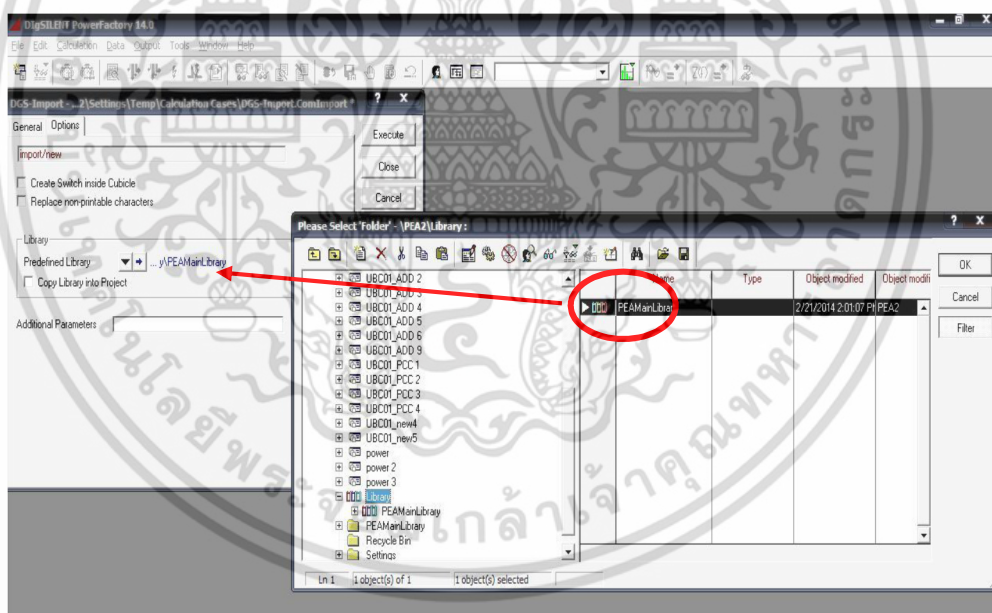 DIgSILENT PowerFactory 14.0
File Edit Calculation Data Output Tools Window Help
DGS-Import - ...2\Settings\Temp\Calculation Cases\DGS-Import.ComImport *
General Options
Execute
import/new
Close
Create Switch inside Cubicle
Replace non-printable characters
Cancel
Please Select 'Folder' - \PEA2\Library :
Library
Predefined Library ... y\PEAMainLibrary
Copy Library into Project
Additional Parameters
UBC01_ADD 2
UBC01_ADD 3
UBC01_ADD 4
UBC01_ADD 5
UBC01_ADD 6
UBC01_ADD 9
UBC01_PCC 1
UBC01_PCC 2
UBC01_PCC 3
UBC01_PCC 4
UBC01_new4
UBC01_new5
power
power 2
power 3
Library
PEAMainLibrary
PEAMainLibrary
Recycle Bin
Settings
Name Type Object modified Object modifi
PEAMainLibrary 2/21/2014 2:01:07 PM PEA2
OK
Cancel
Filter
Ln 1 1 object(s) of 1 1 object(s) selected